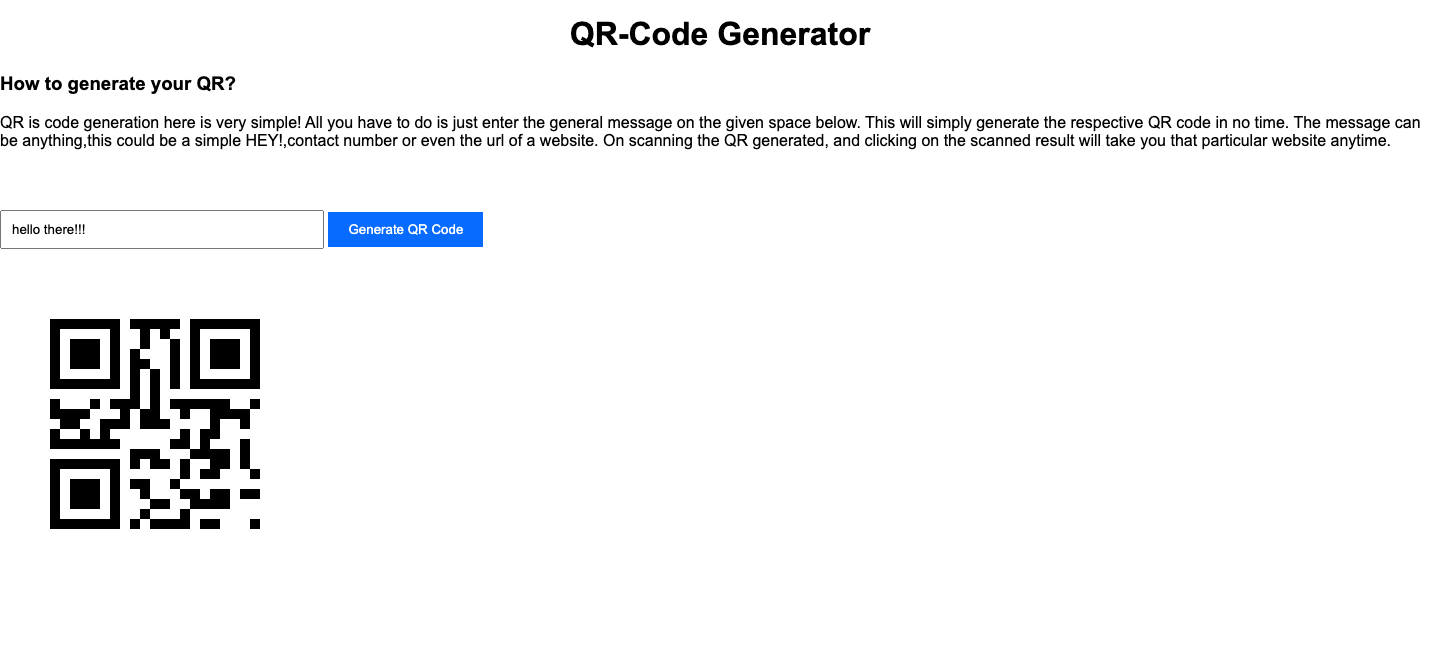 QR-Code Generator
How to generate your QR?
QR is code generation here is very simple! All you have to do is just enter the general message on the given space below. This will simply generate the respective QR code in no time. The message can
be anything,this could be a simple HEY!,contact number or even the url of a website. On scanning the QR generated, and clicking on the scanned result will take you that particular website anytime.
hello there!!! Generate QR Code